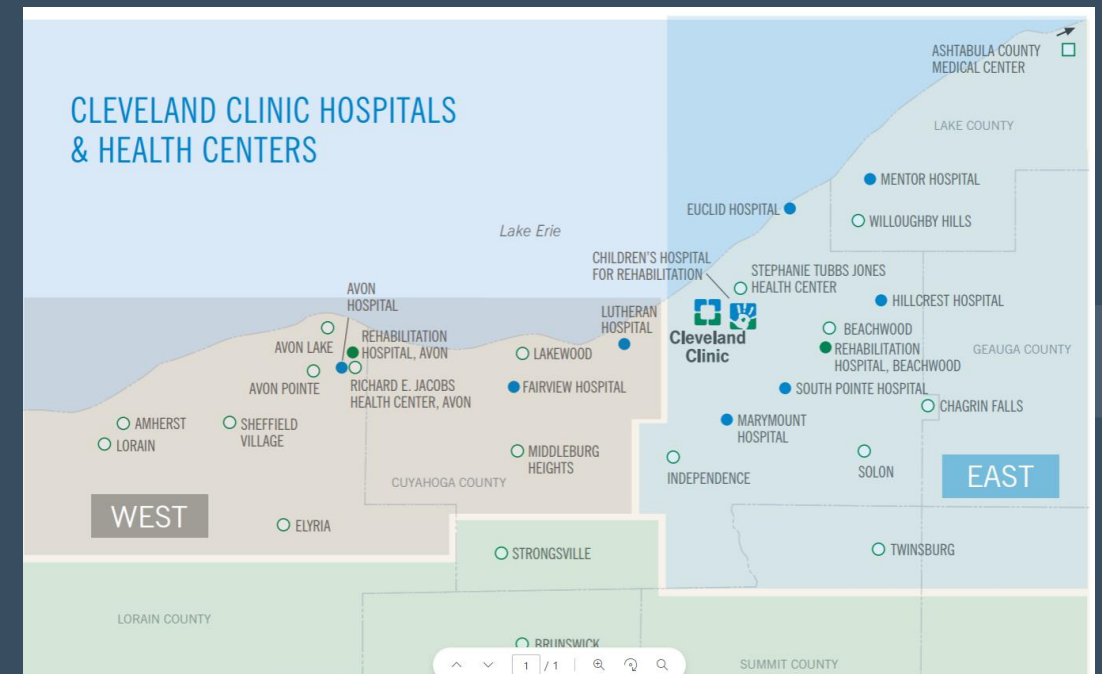 CLEVELAND CLINIC HOSPITALS
& HEALTH CENTERS
ASHTABULA COUNTY
MEDICAL CENTER
LAKE COUNTY
MENTOR HOSPITAL
EUCLID HOSPITAL
WILLOUGHBY HILLS
Lake Erie
CHILDREN'S HOSPITAL
FOR REHABILITATION
STEPHANIE TUBBS JONES
HEALTH CENTER
AVON
HOSPITAL
HILLCREST HOSPITAL
LUTHERAN
HOSPITAL
Cleveland
Clinic
BEACHWOOD
AVON LAKE
REHABILITATION
HOSPITAL, AVON
LAKEWOOD
REHABILITATION
HOSPITAL, BEACHWOOD
GEAUGA COUNTY
AVON POINTE
RICHARD E. JACOBS
HEALTH CENTER, AVON
FAIRVIEW HOSPITAL
SOUTH POINTE HOSPITAL
CHAGRIN FALLS
AMHERST
SHEFFIELD
VILLAGE
MARYMOUNT
HOSPITAL
LORAIN
MIDDLEBURG
HEIGHTS
INDEPENDENCE
SOLON
EAST
CUYAHOGA COUNTY
WEST
ELYRIA
STRONGSVILLE
TWINSBURG
LORAIN COUNTY
BRUNSWICK
SUMMIT COUNTY
1 / 1